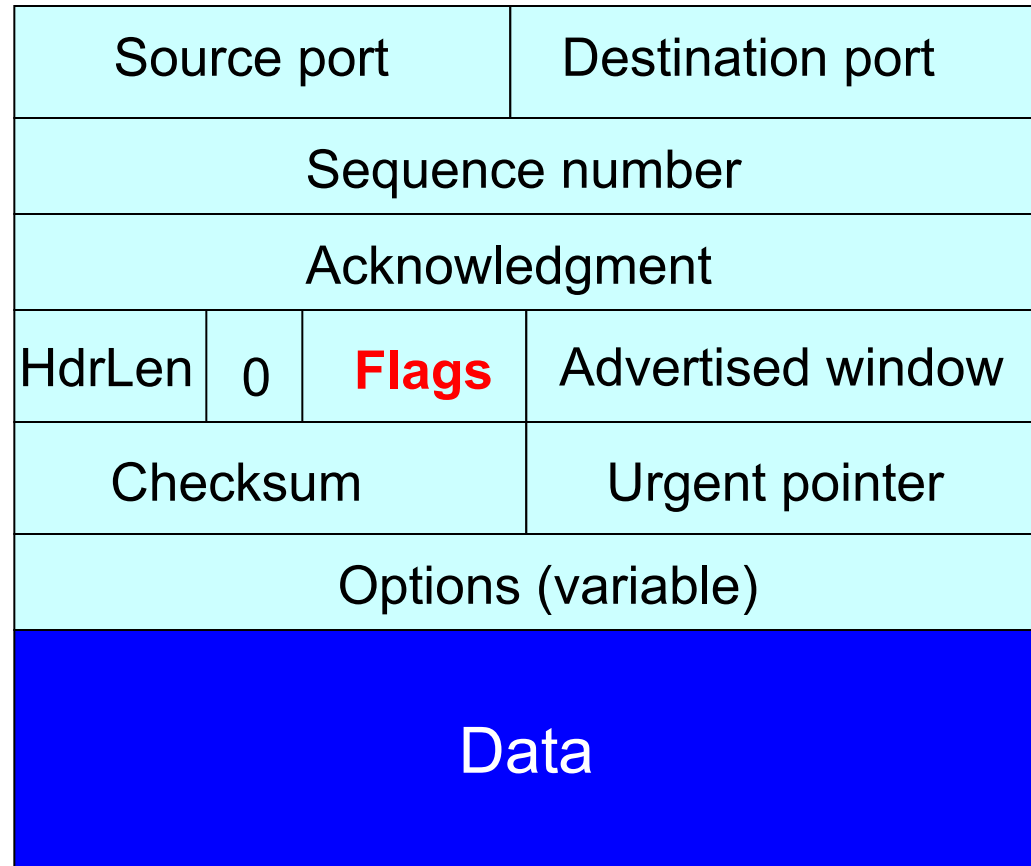 Source port Destination port
Sequence number
Acknowledgment
HdrLen 0 Flags Advertised window
Checksum Urgent pointer
Options (variable)
Data